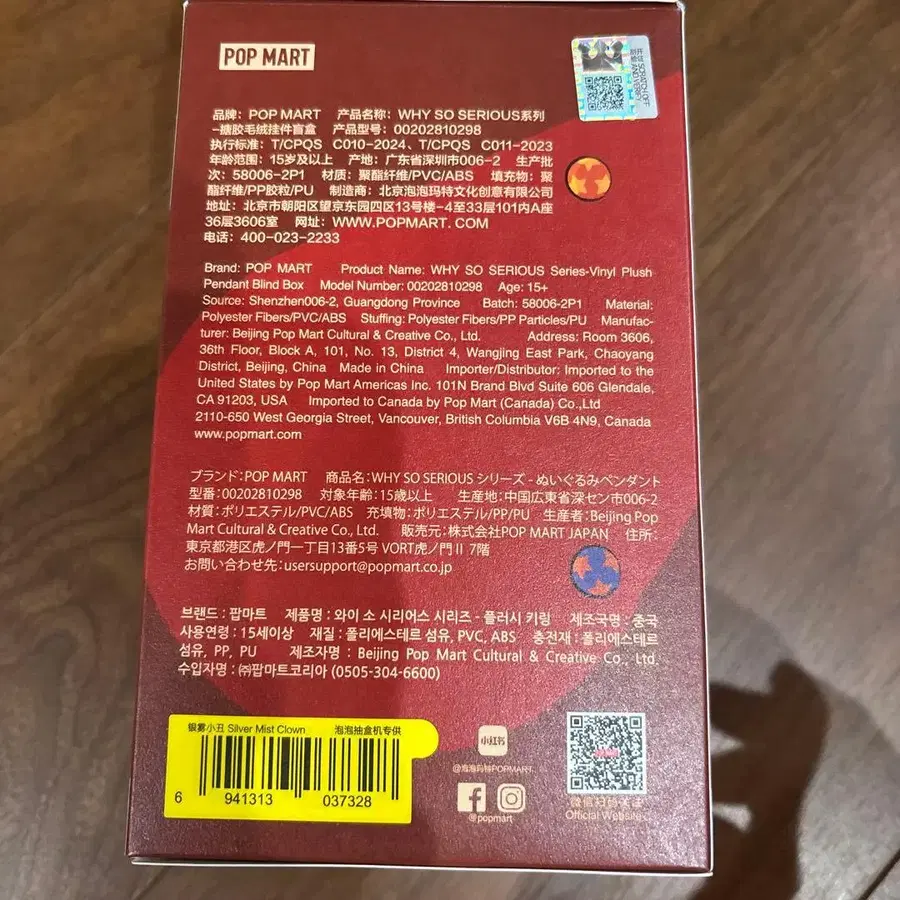 POP MART
SCRATCH OFF
AND VERIFY
品牌：POP MART 产品名称：WHY SO SERIOUS系列
-搪胶毛绒挂件盲盒 产品型号：00202810298
执行标准：T/CPQS C010-2024、T/CPQS C011-2023
年龄范围：15岁及以上 产地：广东省深圳市006-2 生产批
次：58006-2P1 材质：聚酯纤维/PVC/ABS 填充物：聚
酯纤维/PP胶粒/PU 制造商：北京泡泡玛特文化创意有限公司
地址：北京市朝阳区望京东园四区13号楼-4至33层101内A座
36层3606室 网址：WWW.POPMART.COM
电话：400-023-2233
Brand: POP MART Product Name: WHY SO SERIOUS Series-Vinyl Plush
Pendant Blind Box Model Number: 00202810298 Age: 15+
Source: Shenzhen006-2, Guangdong Province Batch: 58006-2P1 Material:
Polyester Fibers/PVC/ABS Stuffing: Polyester Fibers/PP Particles/PU Manufac-
turer: Beijing Pop Mart Cultural & Creative Co., Ltd. Address: Room 3606,
36th Floor, Block A, 101, No. 13, District 4, Wangjing East Park, Chaoyang
District, Beijing, China Made in China Importer/Distributor: Imported to the
United States by Pop Mart Americas Inc. 101N Brand Blvd Suite 606 Glendale,
CA 91203, USA Imported to Canada by Pop Mart (Canada) Co.,Ltd
2110-650 West Georgia Street, Vancouver, British Columbia V6B 4N9, Canada
www.popmart.com
ブランド：POP MART 商品名：WHY SO SERIOUS シリーズ - ぬいぐるみペンダント
型番：00202810298 対象年齢：15歳以上 生産地：中国広東省深セン市006-2
材質：ポリエステル/PVC/ABS 充填物：ポリエステル/PP/PU 生産者：Beijing Pop
Mart Cultural & Creative Co., Ltd. 販売元：株式会社POP MART JAPAN 住所：
東京都港区虎ノ門一丁目13番5号 VORT虎ノ門Ⅱ 7階
お問い合わせ先：usersupport@popmart.co.jp
브랜드 : 팝마트 제품명 : 와이 소 시리어스 시리즈 - 플러시 키링 제조국명 : 중국
사용연령 : 15세이상 재질 : 폴리에스테르 섬유, PVC, ABS 충전재 : 폴리에스테르
섬유, PP, PU 제조자명 : Beijing Pop Mart Cultural & Creative Co., Ltd.
수입자명 : ㈜팝마트코리아 (0505-304-6600)
银雾小丑 Silver Mist Clown 泡泡抽盒机专供
6 941313 037328
小红书
@泡泡玛特POPMART
@popmart
微信扫码关注
Official Website